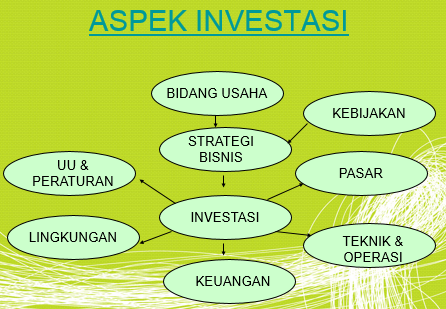 ASPEK INVESTASI
BIDANG USAHA
KEBIJAKAN
STRATEGI
BISNIS
UU &
PERATURAN
PASAR
INVESTASI
LINGKUNGAN
TEKNIK &
OPERASI
KEUANGAN